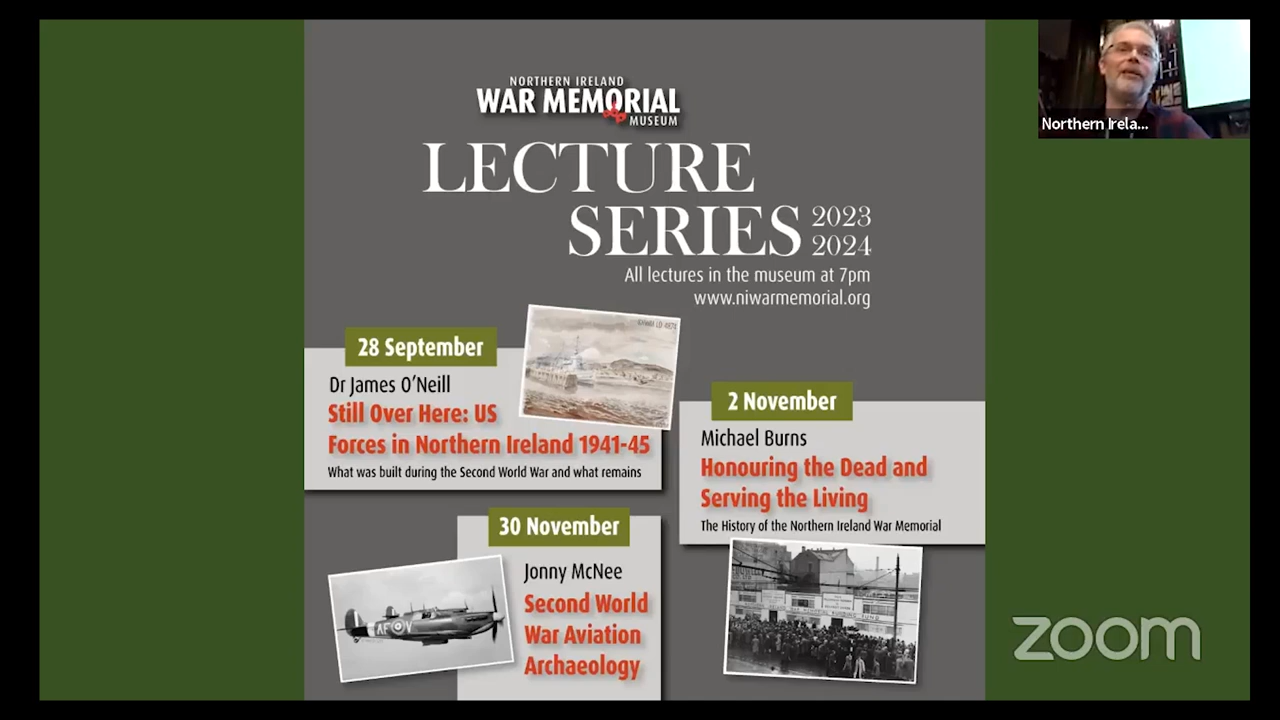 NORTHERN IRELAND
WAR MEMORIAL
MUSEUM
LECTURE
SERIES 2023
2024
All lectures in the museum at 7pm
www.niwarmemorial.org
28 September
Dr James O'Neill
Still Over Here: US
Forces in Northern Ireland 1941-45
What was built during the Second World War and what remains
2 November
Michael Burns
Honouring the Dead and
Serving the Living
The History of the Northern Ireland War Memorial
30 November
Jonny McNee
Second World
War Aviation
Archaeology
Northern Irela...
zoom